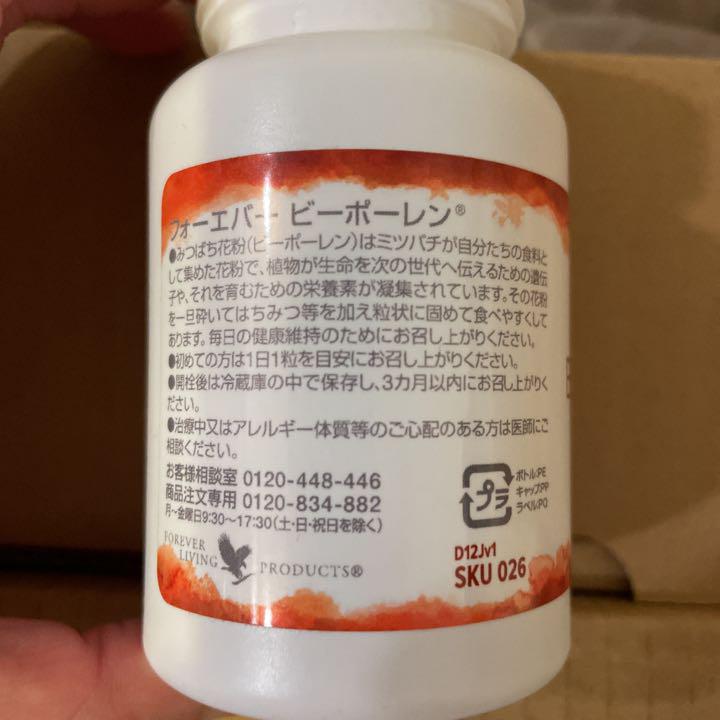 フォーエバー ビーポーレン®
●みつばち花粉(ビーポーレン)はミツバチが自分たちの食料と
して集めた花粉で、植物が生命を次の世代へ伝えるための遺伝
子や、それを育むための栄養素が凝集されています。その花粉
を一旦砕いてはちみつ等を加え粒状に固めて食べやすくして
あります。毎日の健康維持のためにお召し上がりください。
●初めての方は1日1粒を目安にお召し上がりください。
●開栓後は冷蔵庫の中で保存し、3カ月以内にお召し上がりく
ださい。
●治療中又はアレルギー体質等のご心配のある方は医師にご
相談ください。
お客様相談室 0120-448-446
商品注文専用 0120-834-882
月～金曜日9:30～17:30(土・日・祝日を除く)
プラ
ボトル:PE
キャップ:PP
ラベル:PO
FOREVER
LIVING PRODUCTS®
D12Jv1
SKU 026